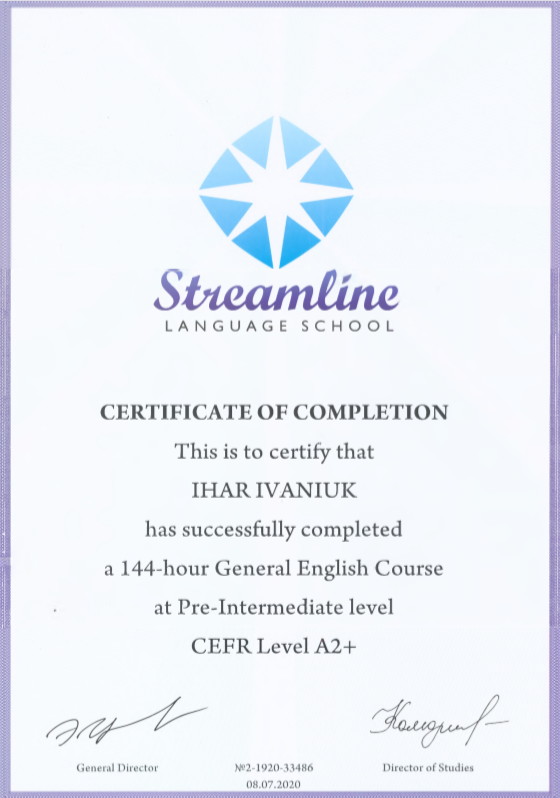 Streamline
LANGUAGE SCHOOL
CERTIFICATE OF COMPLETION
This is to certify that
IHAR IVANIUK
has successfully completed
a 144-hour General English Course
at Pre-Intermediate level
CEFR Level A2+
General Director
№2-1920-33486
Director of Studies
08.07.2020